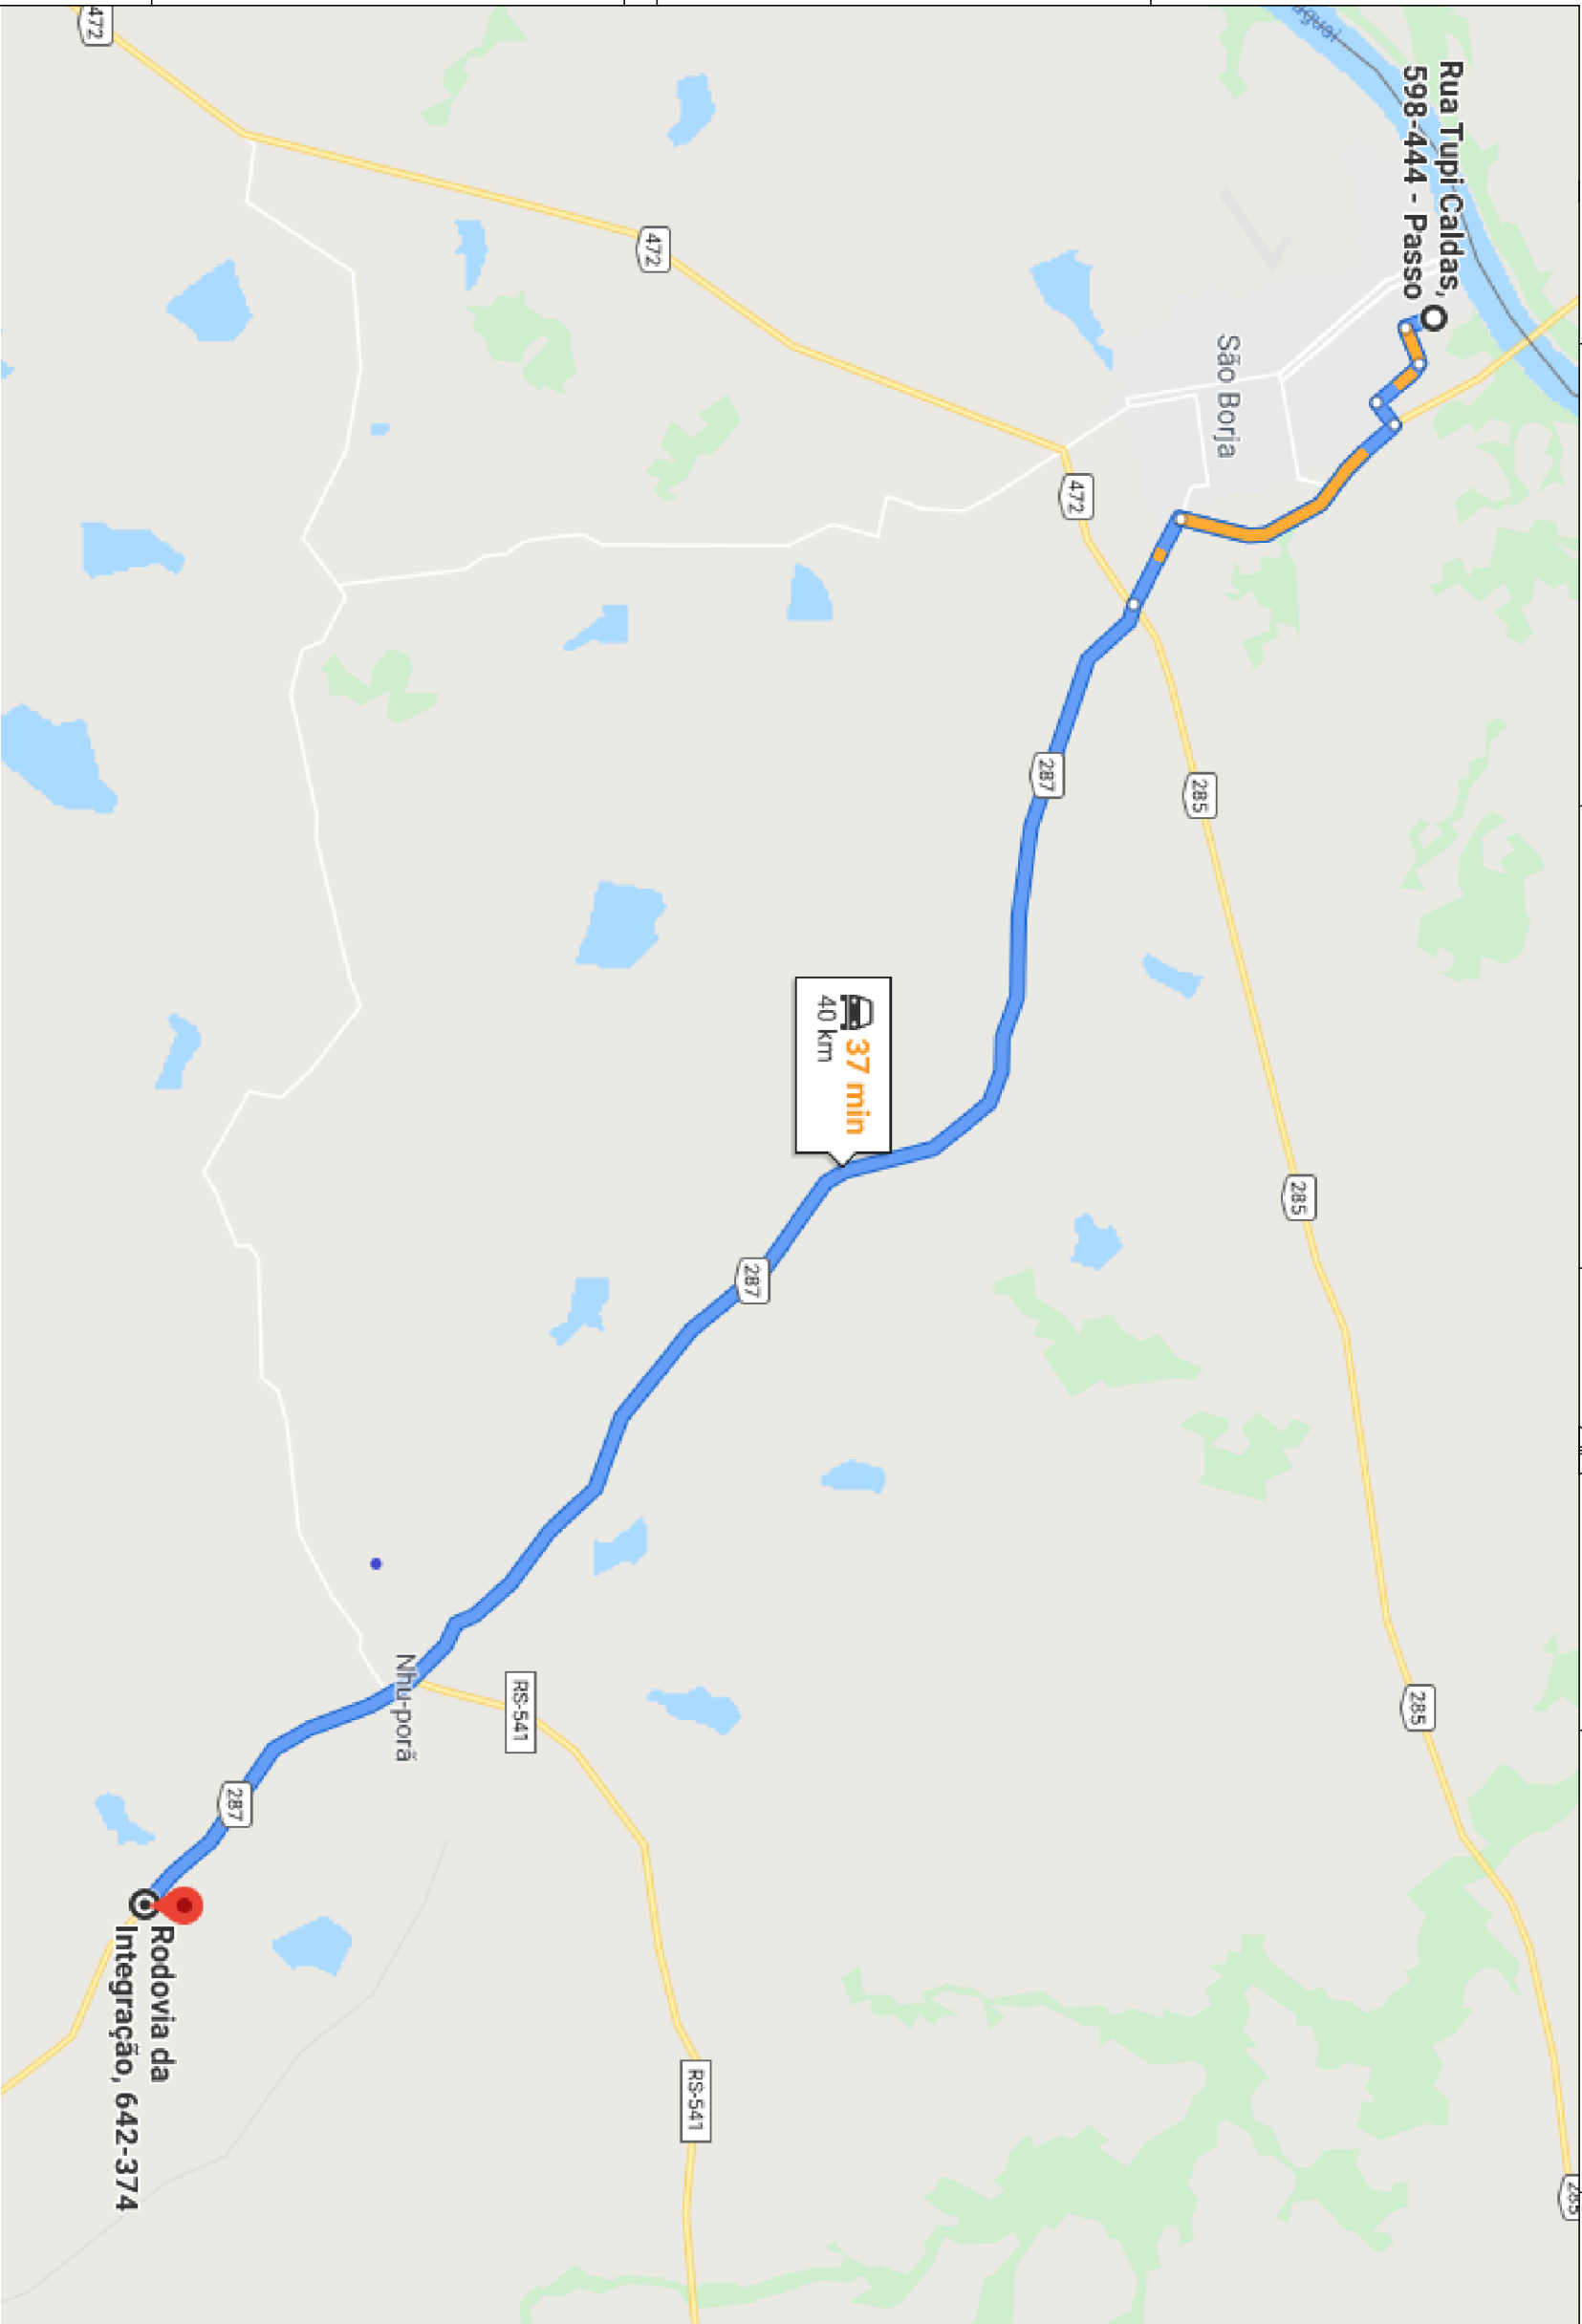 285
Rua Tupi Caldas,
598-444 - Passo
285
285
São Borja
285
472
287
37 min
40 km
287
RS-541
472
RS-541
Nhu-porã
287
Rodovia da
Integração, 642-374
472